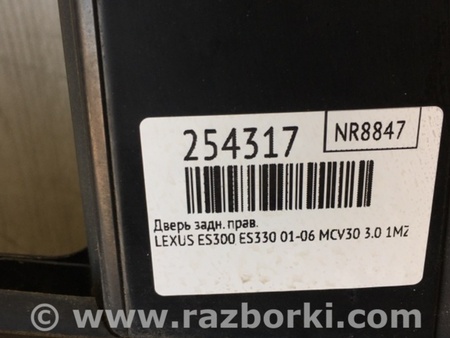 254317
NR8847
Дверь задн. прав.
LEXUS ES300 ES330 01-06 MCV30 3.0 1MZ
© www.razborki.com